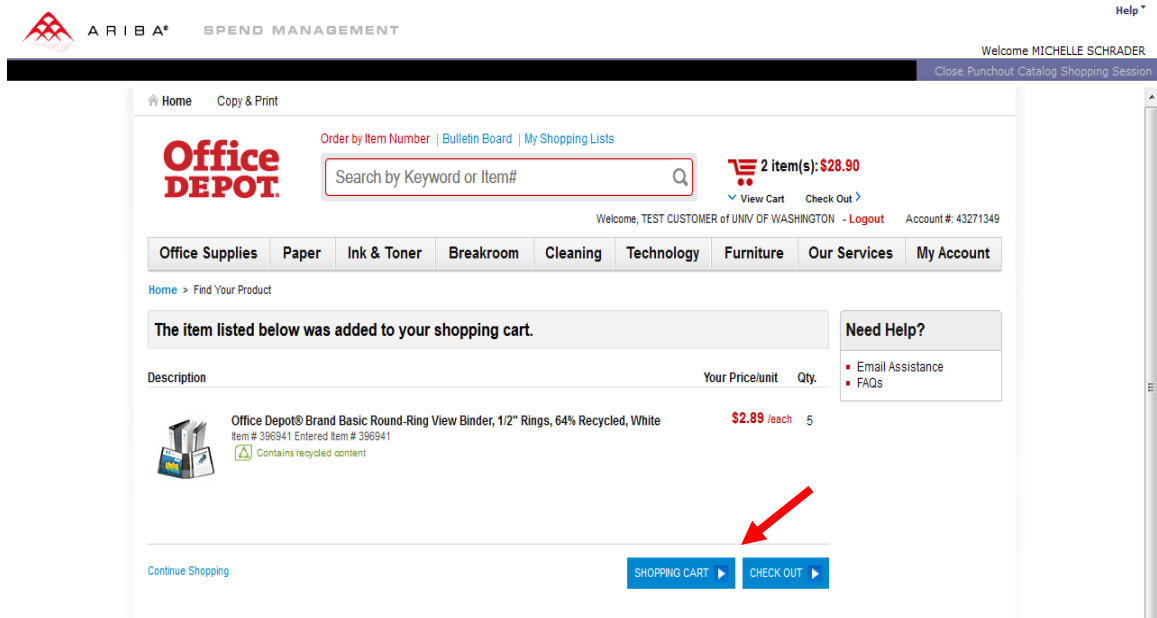 Help
ARIBA® SPEND MANAGEMENT
Welcome MICHELLE SCHRADER
Close Punchout Catalog Shopping Session
Home Copy & Print
Order by Item Number | Bulletin Board | My Shopping Lists
Office DEPOT.
Search by Keyword or Item#
2 item(s): $28.90
View Cart Check Out
Welcome, TEST CUSTOMER of UNIV OF WASHINGTON - Logout Account #: 43271349
Office Supplies Paper Ink & Toner Breakroom Cleaning Technology Furniture Our Services My Account
Home > Find Your Product
The item listed below was added to your shopping cart.
Need Help?
Email Assistance
FAQs
Description Your Price/unit Qty.
Office Depot® Brand Basic Round-Ring View Binder, 1/2" Rings, 64% Recycled, White $2.89 /each 5
Item # 396941 Entered Item # 396941
Contains recycled content
Continue Shopping SHOPPING CART CHECK OUT